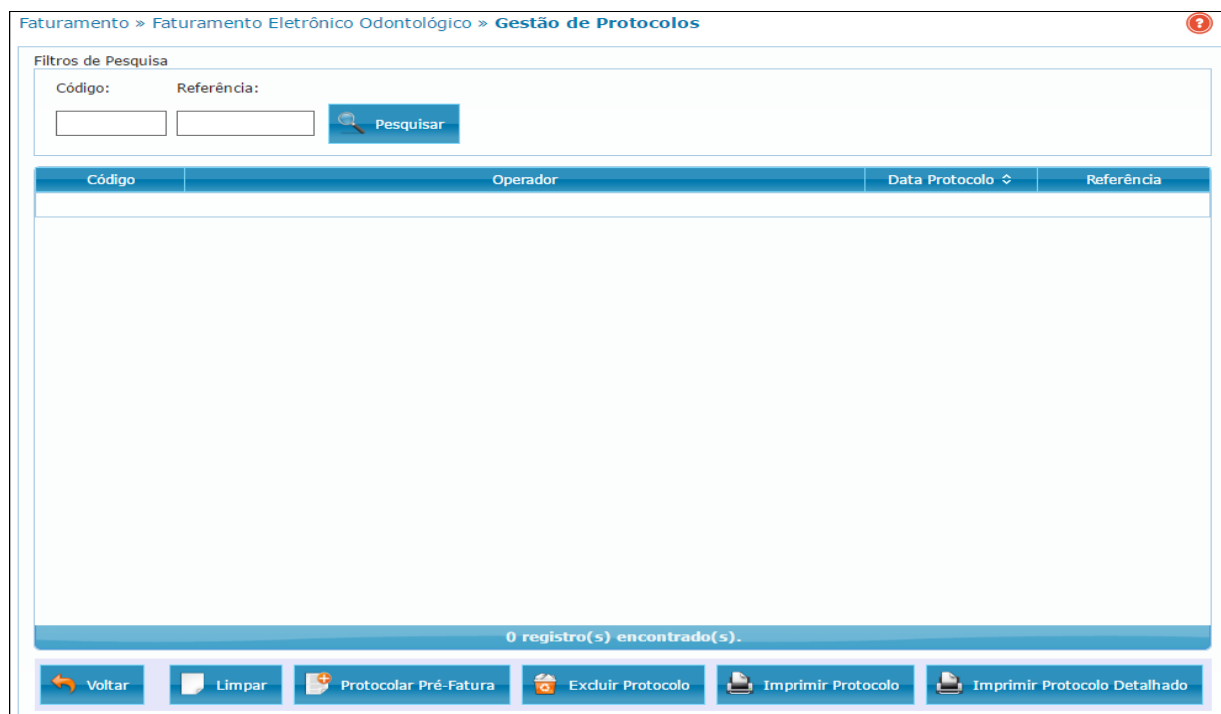 Faturamento » Faturamento Eletrônico Odontológico » Gestão de Protocolos
?
Filtros de Pesquisa
Código: Referência:
Pesquisar
Código Operador Data Protocolo Referência
0 registro(s) encontrado(s).
Voltar Limpar Protocolar Pré-Fatura Excluir Protocolo Imprimir Protocolo Imprimir Protocolo Detalhado